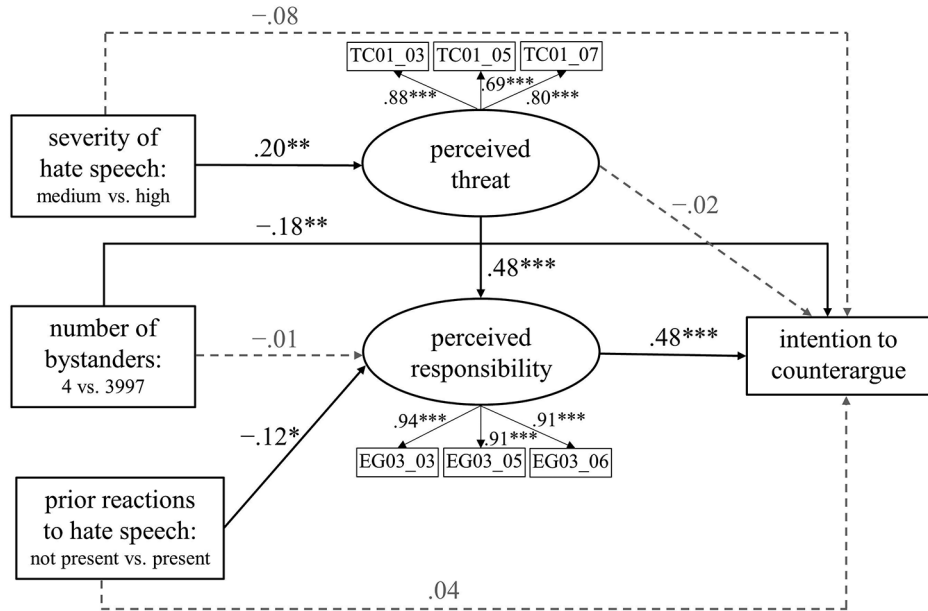 −.08
TC01_03 TC01_05 TC01_07
.88*** .69*** .80***
severity of
hate speech:
medium vs. high
.20**
perceived
threat
−.02
−.18**
.48***
number of
bystanders:
4 vs. 3997
−.01
perceived
responsibility
.48***
intention to
counterargue
−.12*
.94*** .91*** .91***
EG03_03 EG03_05 EG03_06
prior reactions
to hate speech:
not present vs. present
.04